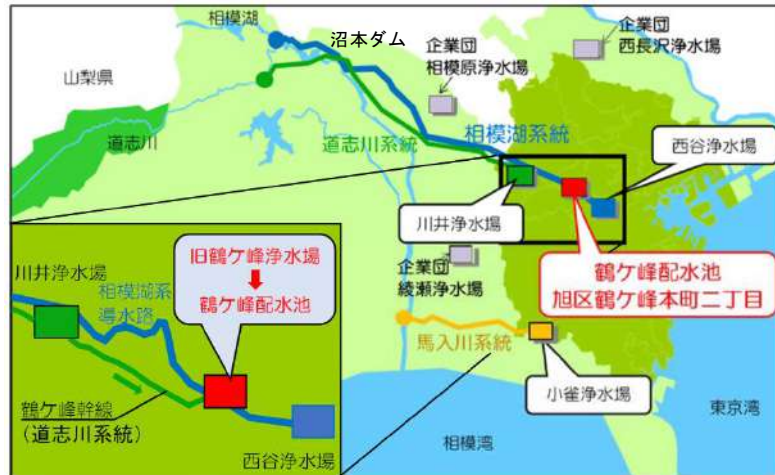 相模湖
沼本ダム
企業団
相模原浄水場
企業団
西長沢浄水場
山梨県
道志川
道志川系統
相模湖系統
西谷浄水場
川井浄水場
企業団
綾瀬浄水場
鶴ケ峰配水池
旭区鶴ケ峰本町二丁目
馬入川系統
小雀浄水場
東京湾
相模湾
川井浄水場
相模湖系
導水路
旧鶴ケ峰浄水場
鶴ケ峰配水池
鶴ケ峰幹線
(道志川系統)
西谷浄水場